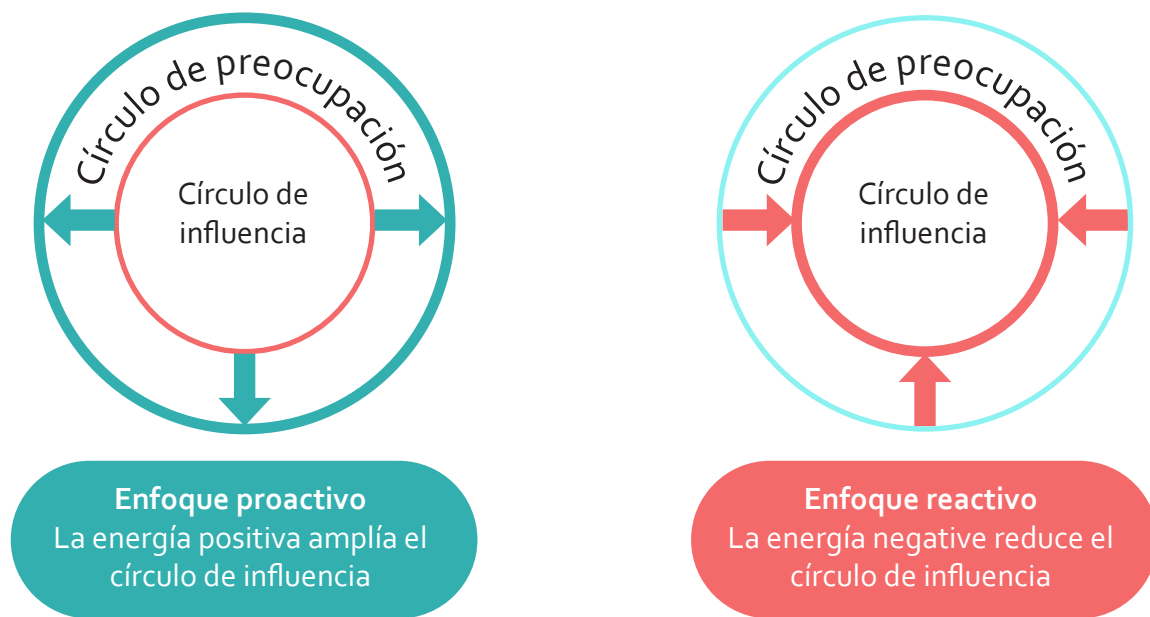 Círculo de preocupación
Círculo de
influencia
Enfoque proactivo
La energía positiva amplía el
círculo de influencia
Círculo de preocupación
Círculo de
influencia
Enfoque reactivo
La energía negative reduce el
círculo de influencia